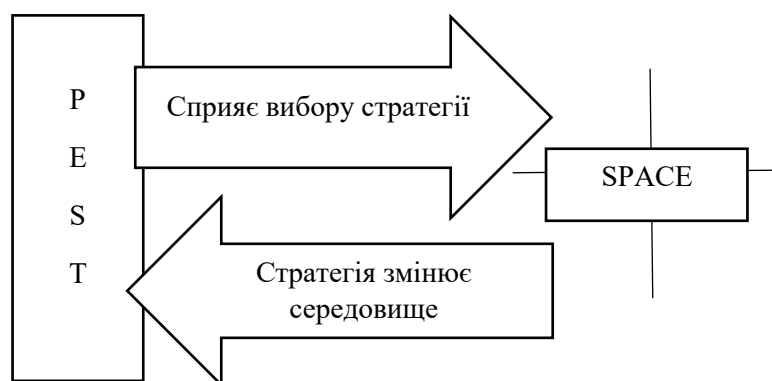 P
E
S
T
Сприяє вибору стратегії
SPACE
Стратегія змінює
середовище